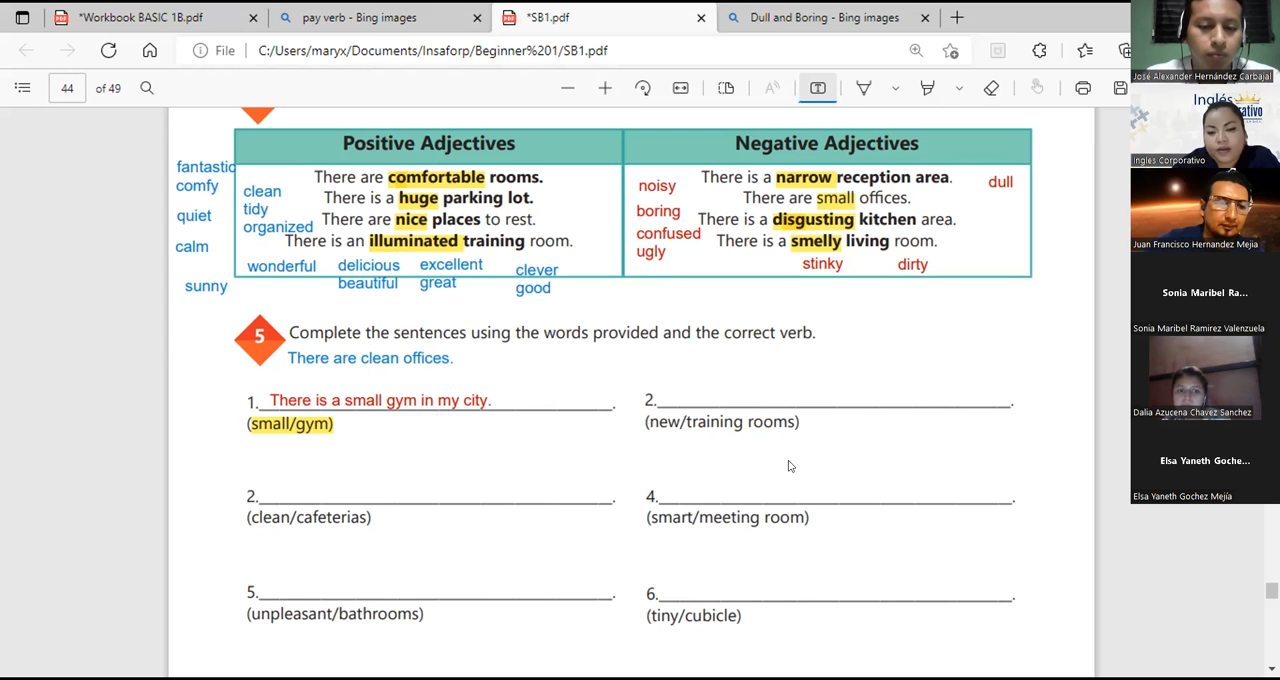 *Workbook BASIC 1B.pdf
pay verb - Bing images
*SB1.pdf
Dull and Boring - Bing images
File
C:/Users/maryx/Documents/Insaforp/Beginner%201/SB1.pdf
44 of 49
Positive Adjectives
Negative Adjectives
fantastic
comfy
quiet
calm
sunny
clean
tidy
organized
There are comfortable rooms.
There is a huge parking lot.
There are nice places to rest.
There is an illuminated training room.
wonderful
delicious
beautiful
excellent
great
clever
good
noisy
boring
confused
ugly
There is a narrow reception area.
There are small offices.
There is a disgusting kitchen area.
There is a smelly living room.
dull
stinky
dirty
5 Complete the sentences using the words provided and the correct verb.
There are clean offices.
1. There is a small gym in my city.
(small/gym)
2.
(new/training rooms)
2.
(clean/cafeterias)
4.
(smart/meeting room)
5.
(unpleasant/bathrooms)
6.
(tiny/cubicle)
José Alexander Hernández Carbajal
Inglés
Ingles Corporativo
Juan Francisco Hernandez Mejia
Sonia Maribel Ra...
Sonia Maribel Ramirez Valenzuela
Dalia Azucena Chavez Sanchez
Elsa Yaneth Goche...
Elsa Yaneth Gochez Mejía